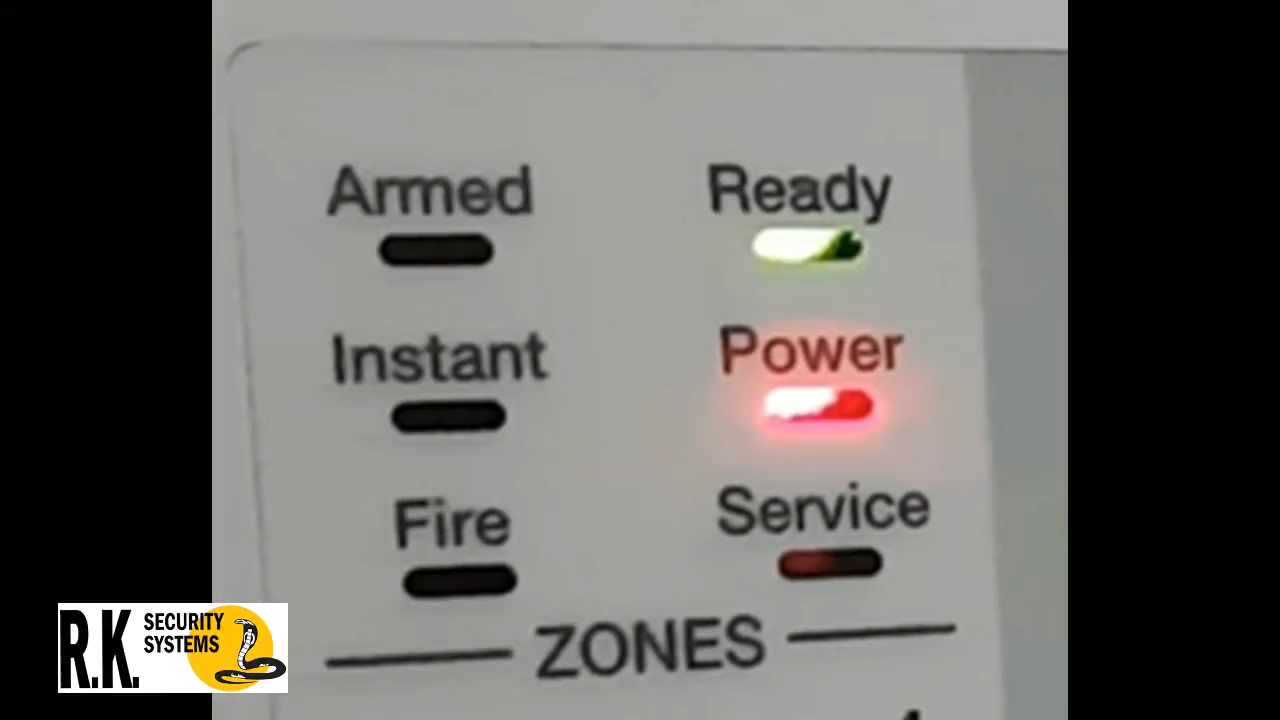 Armed
Ready
Instant
Power
Fire
Service
ZONES
R.K. SECURITY
SYSTEMS